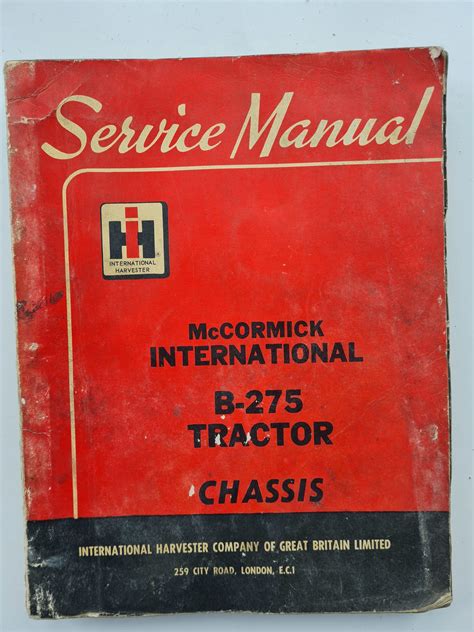 Service Manual
IH
®
INTERNATIONAL
HARVESTER
McCORMICK
INTERNATIONAL
B-275
TRACTOR
CHASSIS
INTERNATIONAL HARVESTER COMPANY OF GREAT BRITAIN LIMITED
259 CITY ROAD, LONDON, E.C.1